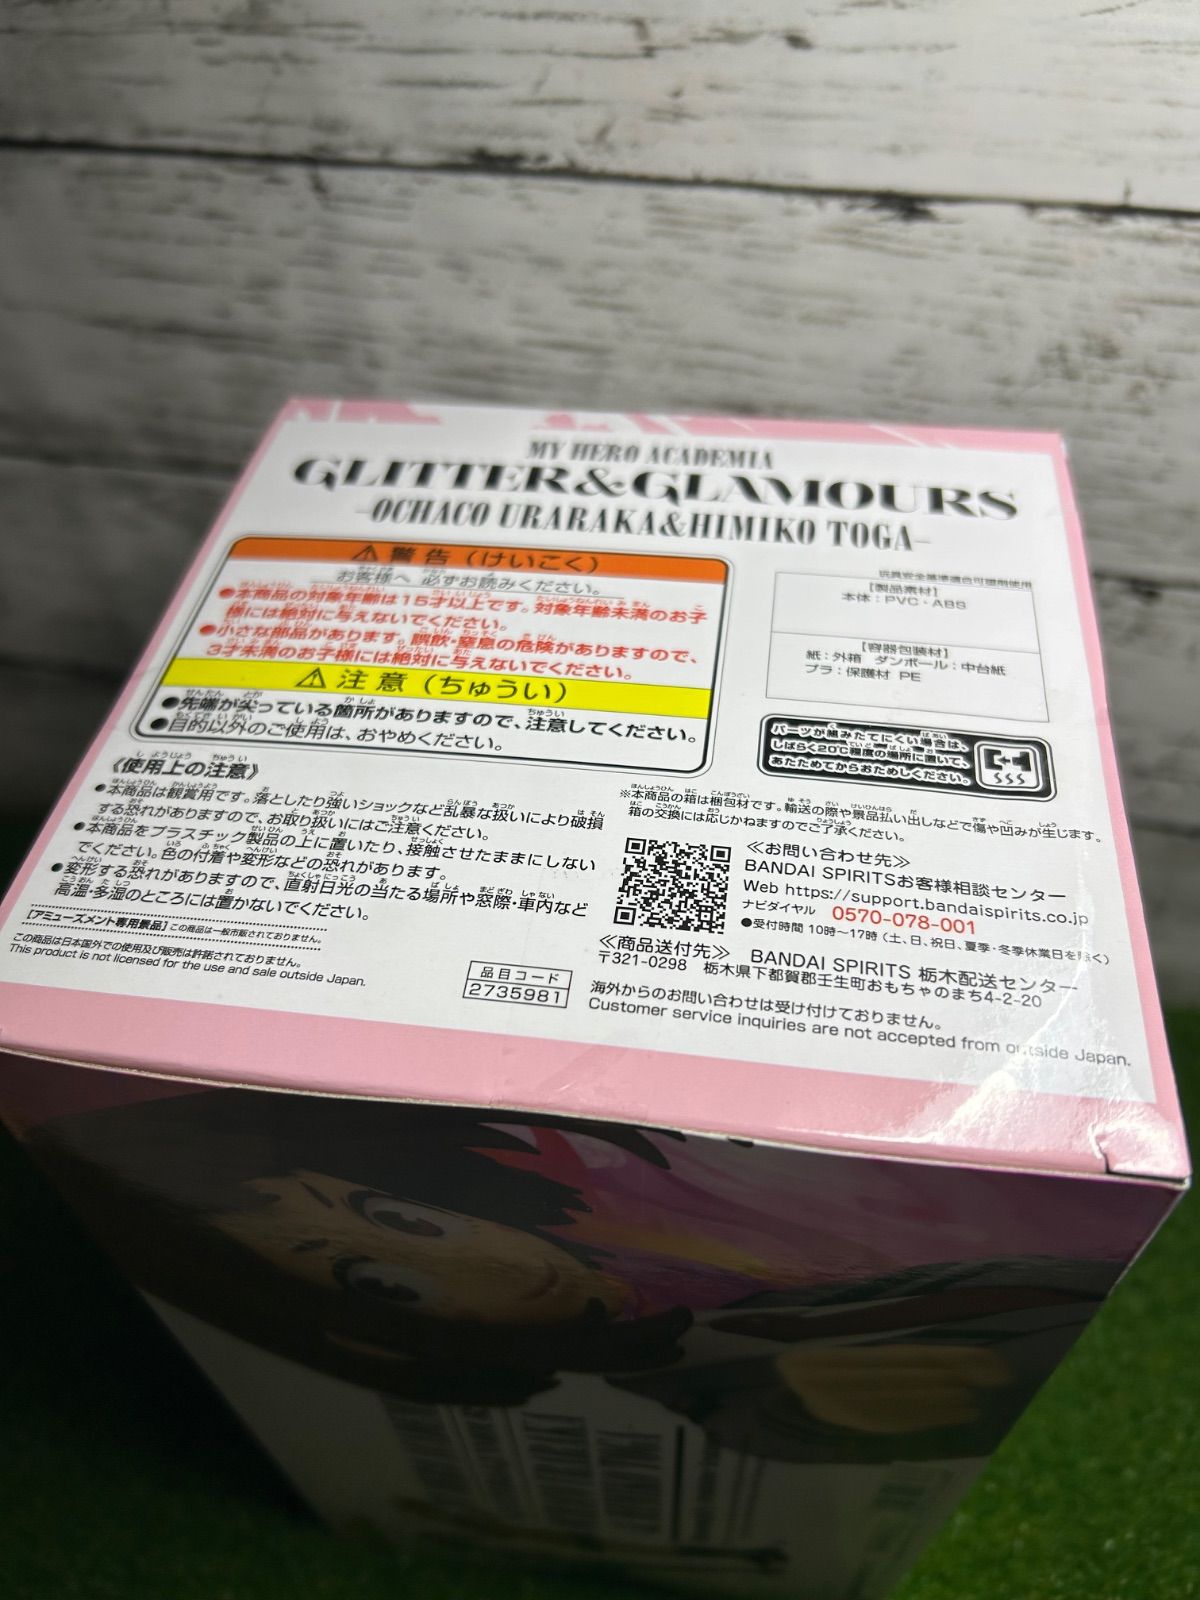 MY HERO ACADEMIA
GLITTER&GLAMOURS
-OCHACO URARAKA&HIMIKO TOGA-
⚠ 警告（けいこく）
お客様へ 必ずお読みください。
●本商品の対象年齢は15才以上です。対象年齢未満のお子
様には絶対に与えないでください。
●小さな部品があります。誤飲・窒息の危険がありますので、
3才未満のお子様には絶対に与えないでください。
⚠ 注意（ちゅうい）
●先端が尖っている箇所がありますので、注意してください。
●目的以外のご使用は、おやめください。
玩具安全基準適合可塑剤使用
【製品素材】
本体：PVC・ABS
【容器包装材】
紙：外箱 ダンボール：中台紙
プラ：保護材 PE
パーツが組みたてにくい場合は、
しばらく20℃程度の場所に置いて、
あたためてからおためしください。
《使用上の注意》
●本商品は観賞用です。落としたり強いショックなど乱暴な扱いにより破損
する恐れがありますので、お取り扱いにはご注意ください。
●本商品をプラスチック製品の上に置いたり、接触させたままにしない
でください。色の付着や変形などの恐れがあります。
●変形する恐れがありますので、直射日光の当たる場所や窓際・車内など
高温・多湿のところには置かないでください。
【アミューズメント専用景品】この商品は一般市販されておりません。
この商品は日本国外での使用及び販売は許諾されておりません。
This product is not licensed for the use and sale outside Japan.
品目コード
2735981
※本商品の箱は梱包材です。輸送の際や景品払い出しなどで傷や凹みが生じます。
箱の交換には応じかねますのでご了承ください。
≪お問い合わせ先≫
BANDAI SPIRITSお客様相談センター
Web https://support.bandaispirits.co.jp
ナビダイヤル 0570-078-001
●受付時間 10時～17時（土、日、祝日、夏季・冬季休業日を除く）
≪商品送付先≫ BANDAI SPIRITS 栃木配送センター
〒321-0298 栃木県下都賀郡壬生町おもちゃのまち4-2-20
海外からのお問い合わせは受け付けておりません。
Customer service inquiries are not accepted from outside Japan.